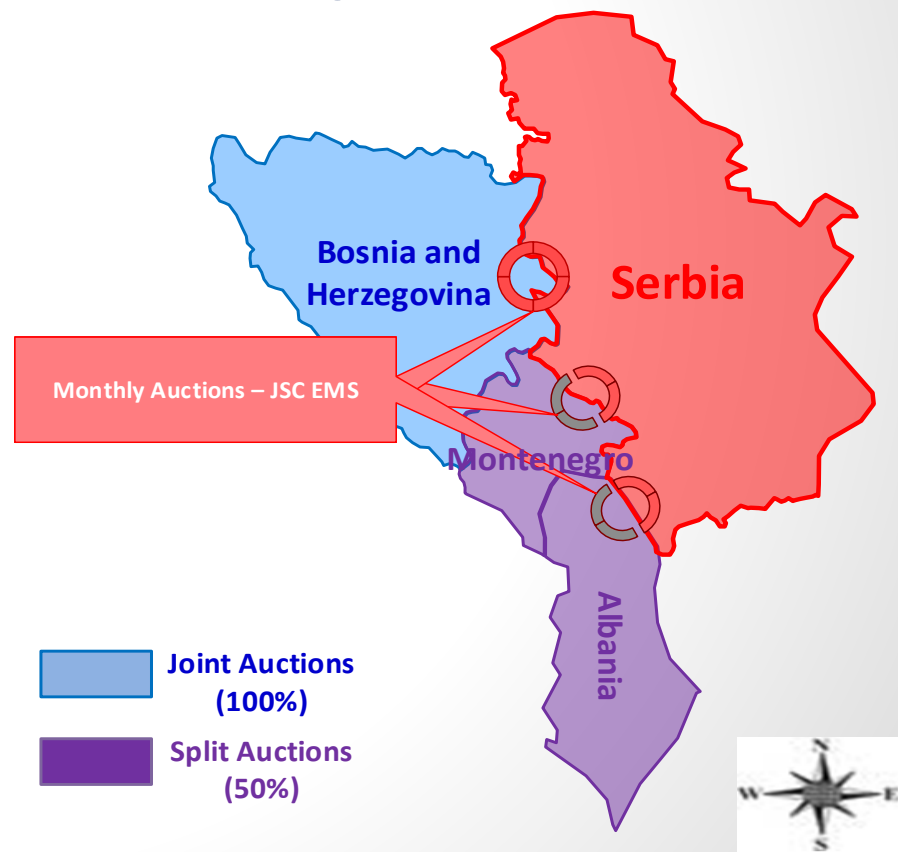 Bosnia and
Herzegovina
Serbia
Monthly Auctions – JSC EMS
Montenegro
Albania
Joint Auctions
(100%)
Split Auctions
(50%)
N
W
E
S